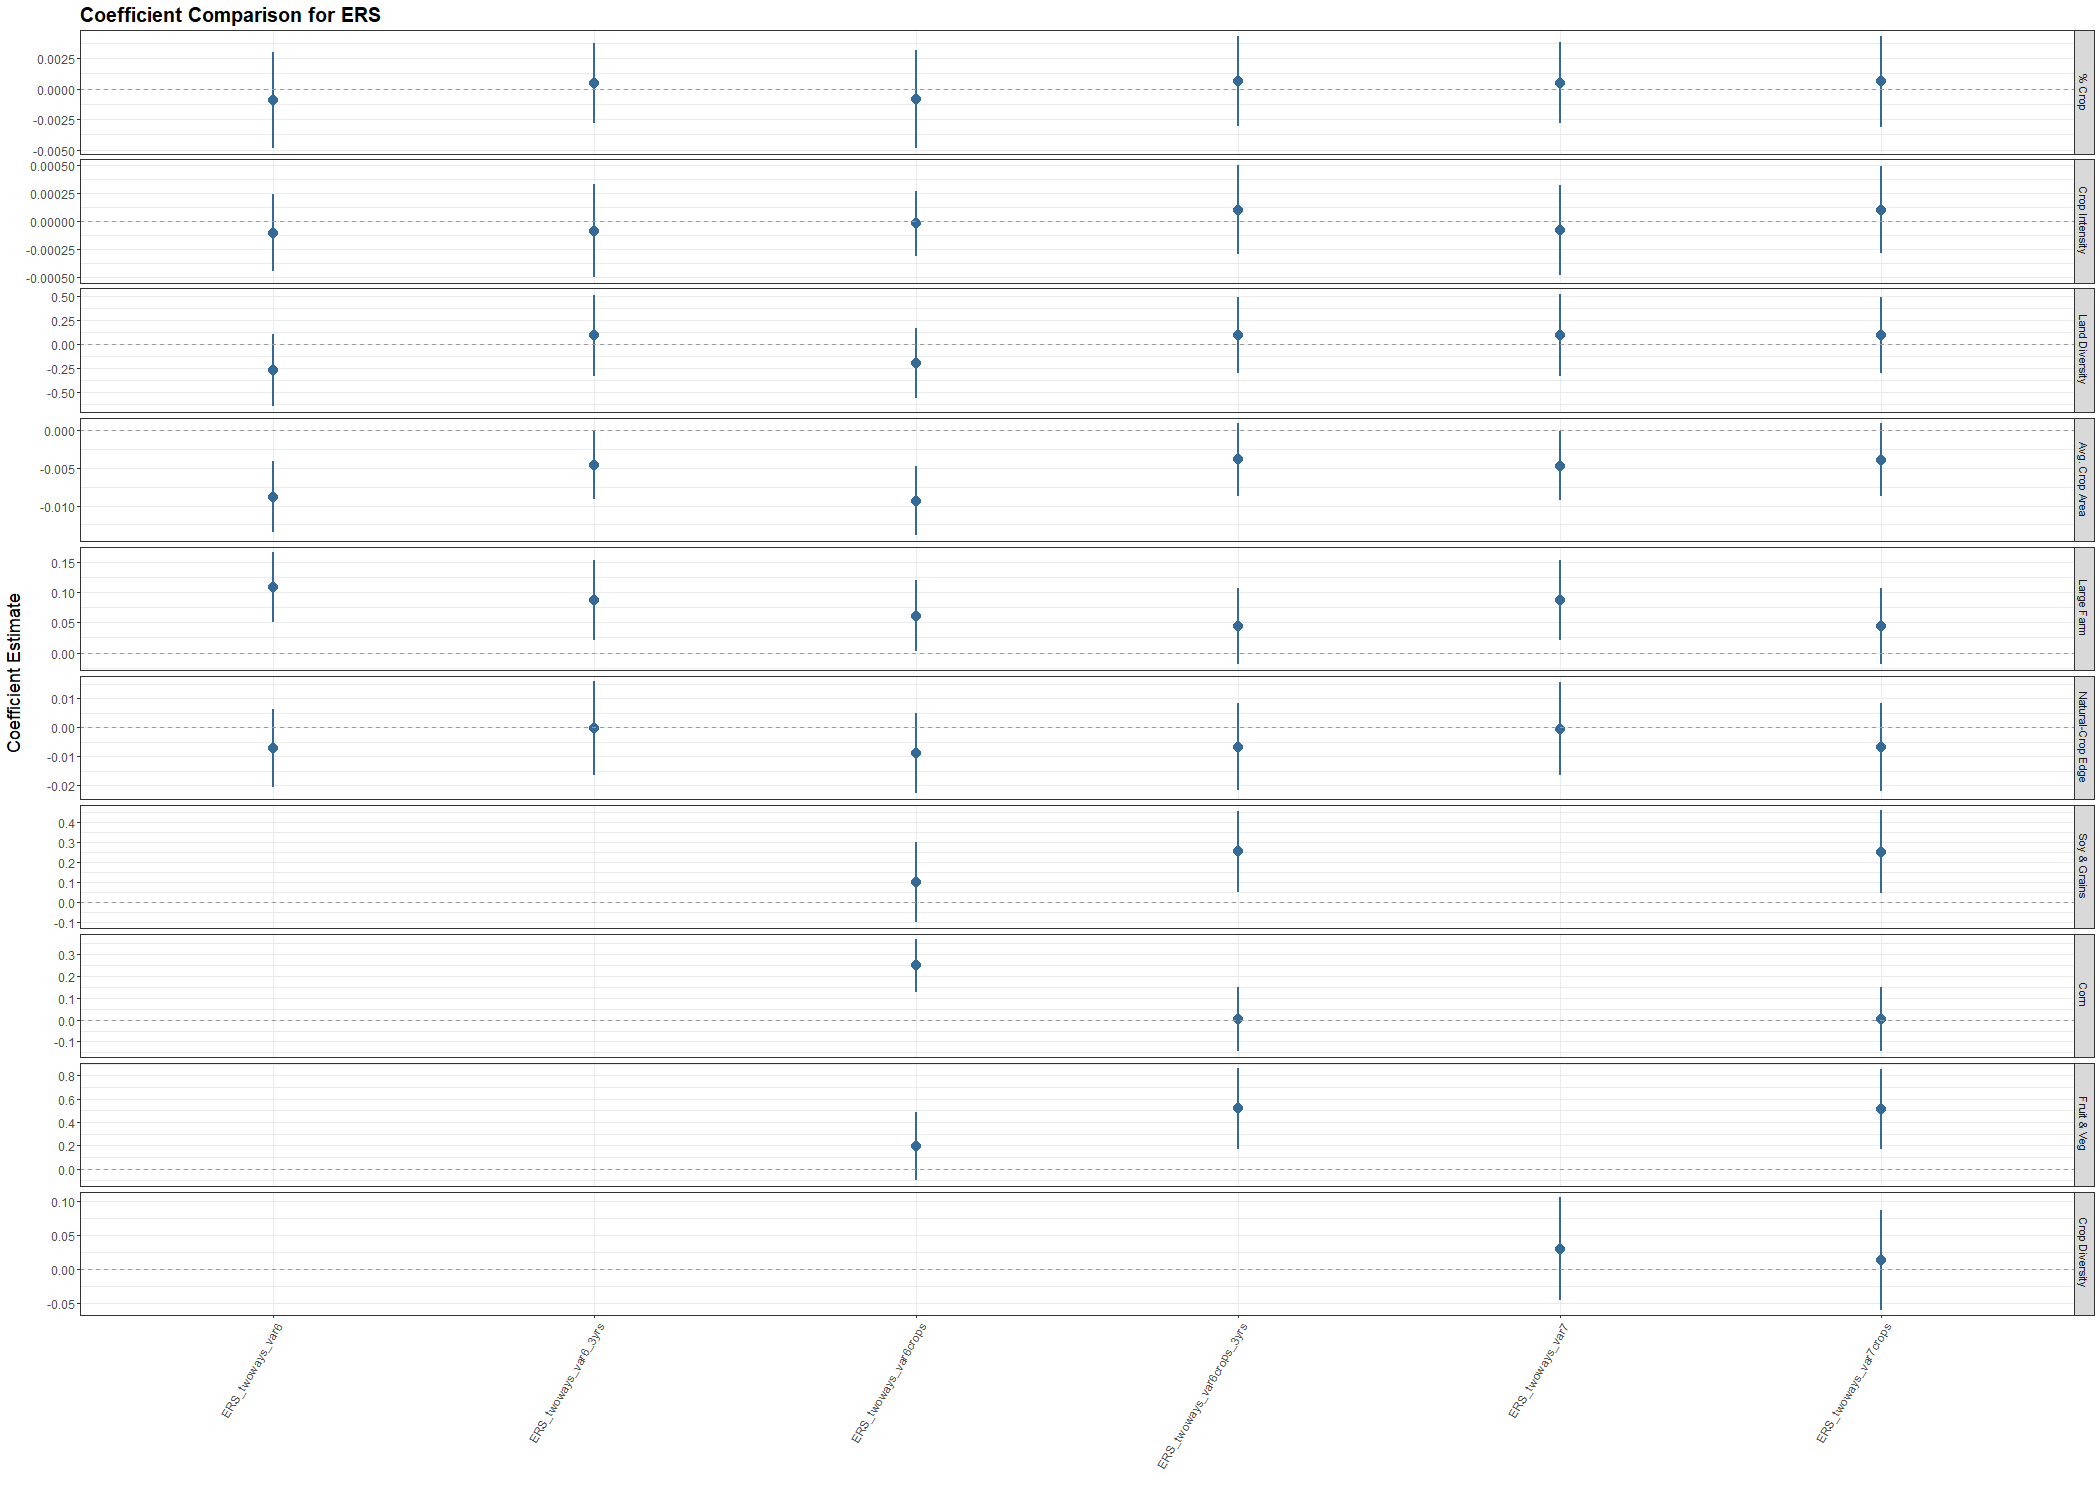 Coefficient Comparison for ERS
Coefficient Estimate
0.0025
0.0000
-0.0025
-0.0050
% Crop
0.00050
0.00025
0.00000
-0.00025
-0.00050
Crop Intensity
0.50
0.25
0.00
-0.25
-0.50
Land Diversity
0.000
-0.005
-0.010
Avg. Crop Area
0.15
0.10
0.05
0.00
Large Farm
0.01
0.00
-0.01
-0.02
Natural-Crop Edge
0.4
0.3
0.2
0.1
0.0
-0.1
Soy & Grains
0.3
0.2
0.1
0.0
-0.1
Corn
0.8
0.6
0.4
0.2
0.0
Fruit & Veg
0.10
0.05
0.00
-0.05
Crop Diversity
ERS_twoways_var6
ERS_twoways_var6_3yrs
ERS_twoways_var6crops
ERS_twoways_var6crops_3yrs
ERS_twoways_var7
ERS_twoways_var7crops